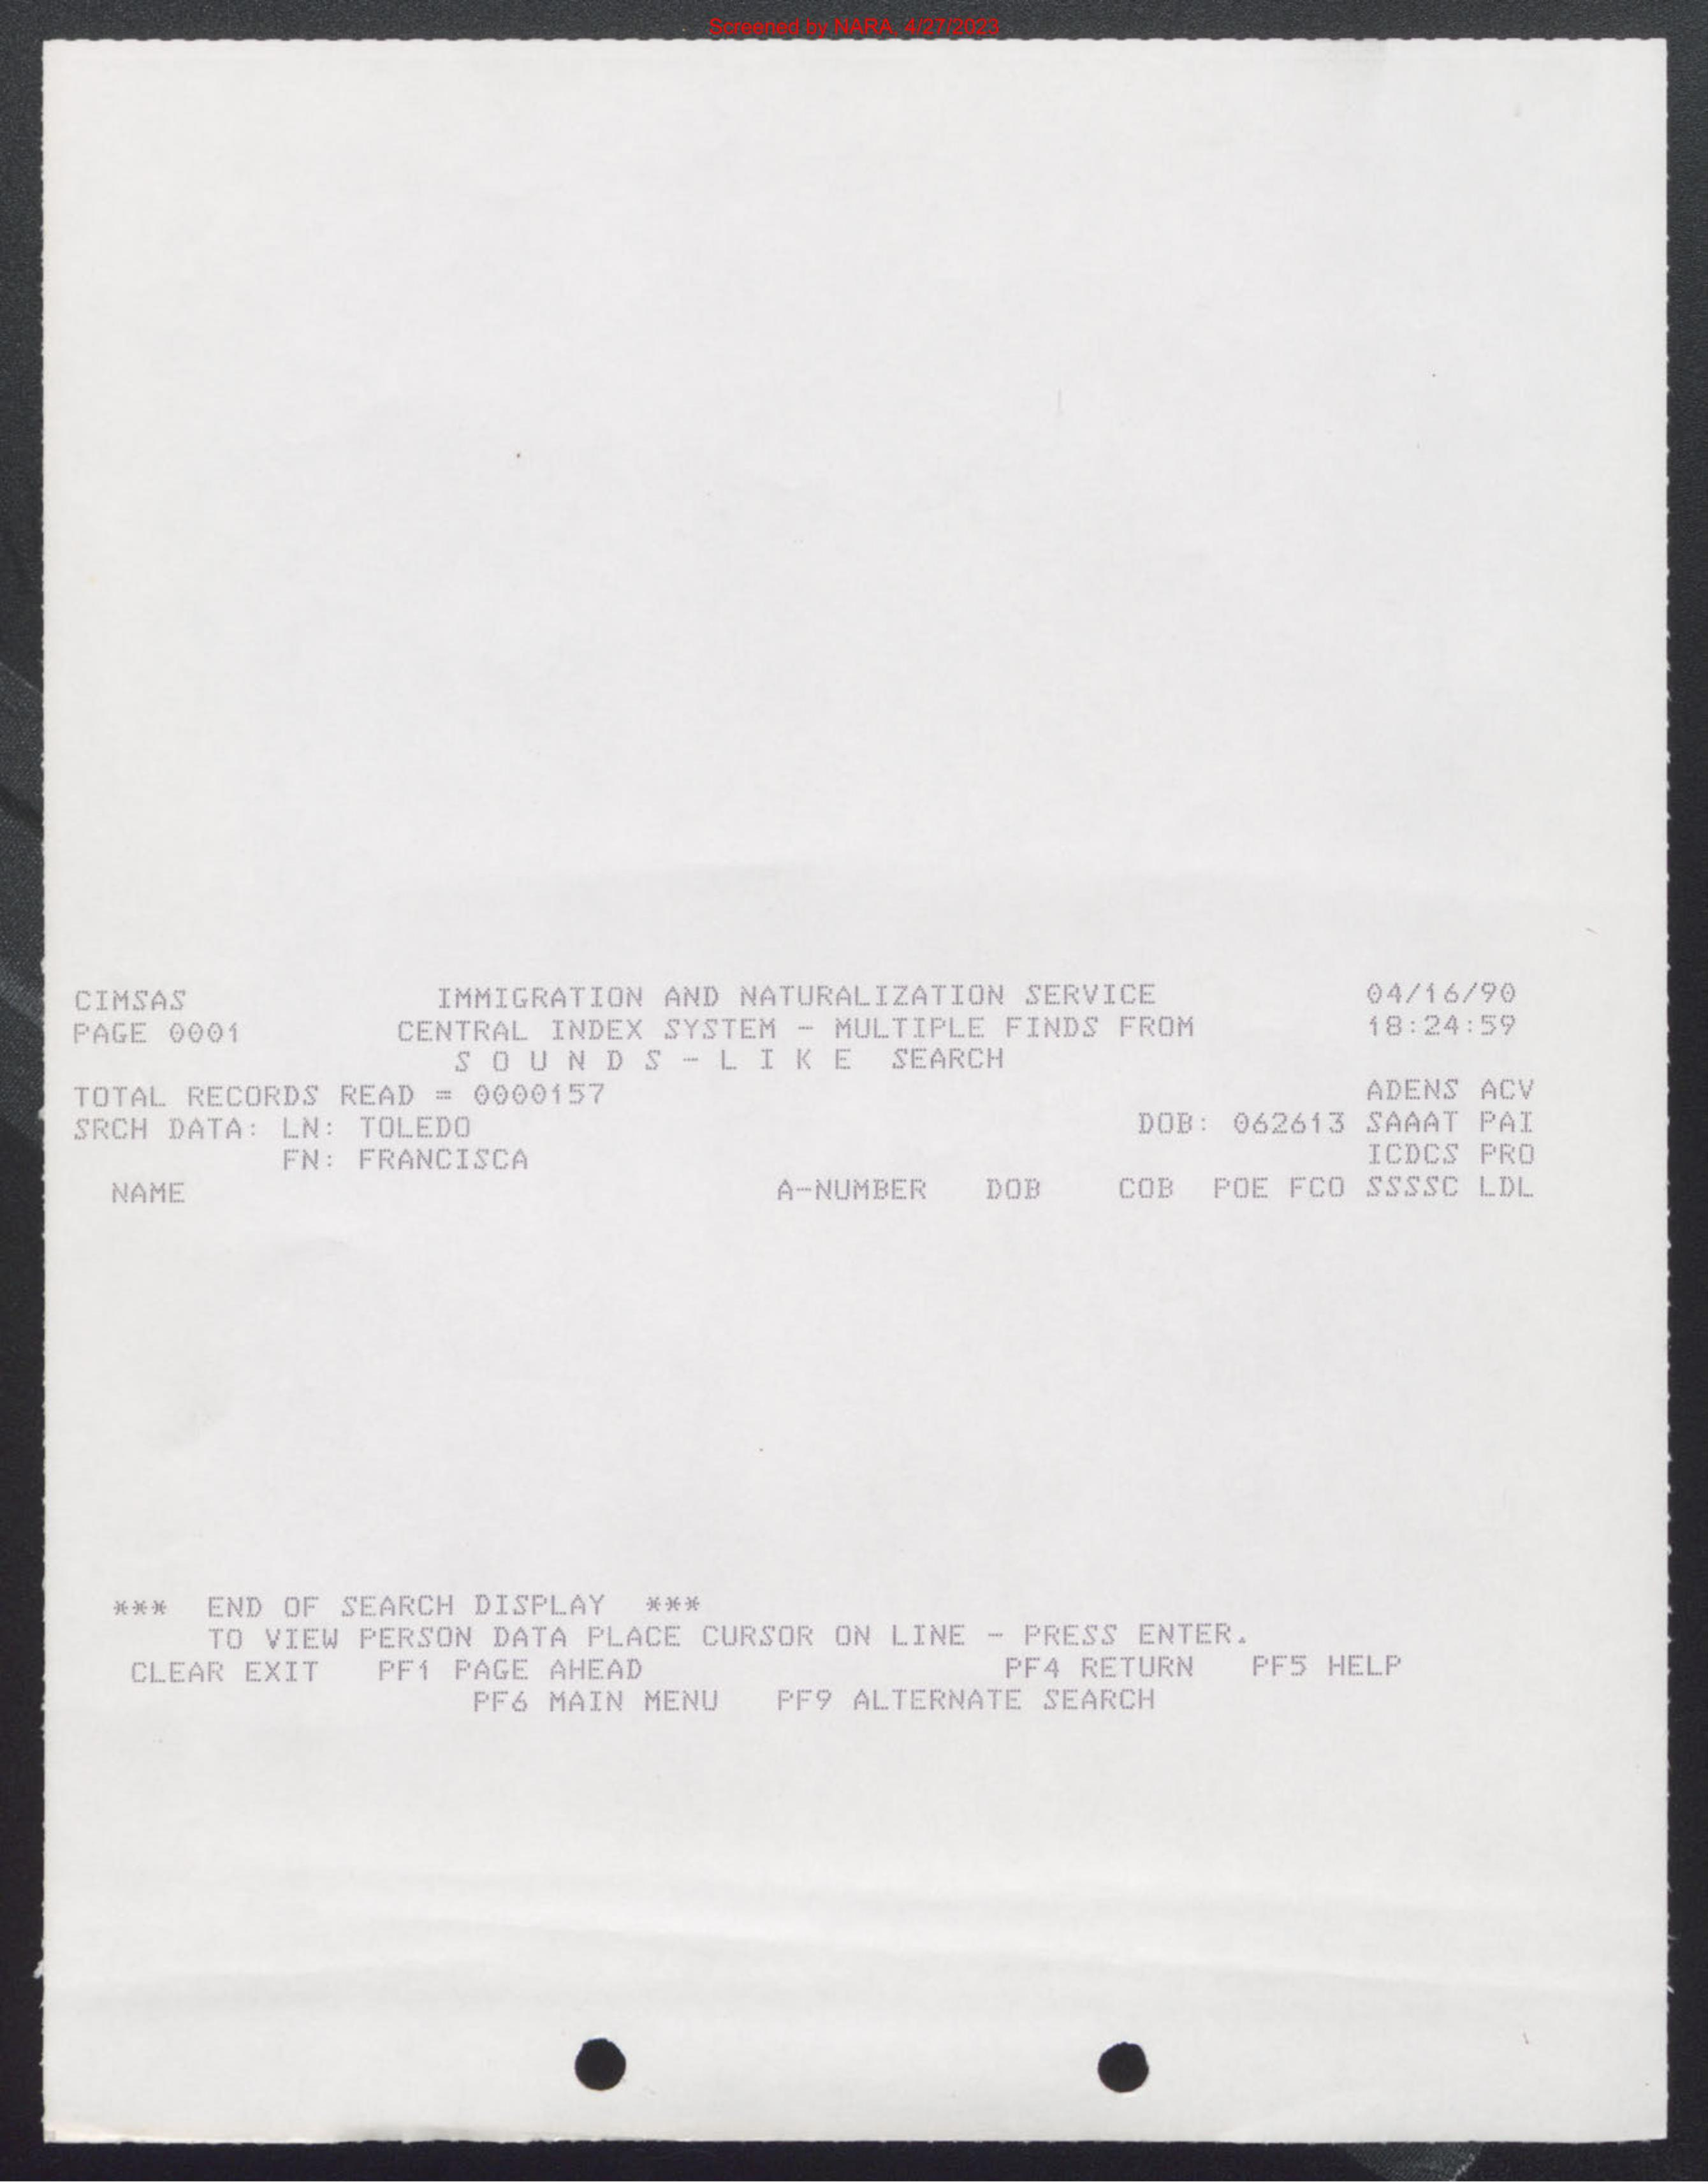 Screened by NARA, 4/27/2023
CIMSAS IMMIGRATION AND NATURALIZATION SERVICE 04/16/90
PAGE 0001 CENTRAL INDEX SYSTEM - MULTIPLE FINDS FROM 18:24:59
S O U N D S - L I K E SEARCH
TOTAL RECORDS READ = 0000157 ADENS ACV
SRCH DATA: LN: TOLEDO DOB: 062613 SAAAT PAI
FN: FRANCISCA ICDCS PRO
NAME A-NUMBER DOB COB POE FCO SSSSC LDL
*** END OF SEARCH DISPLAY ***
TO VIEW PERSON DATA PLACE CURSOR ON LINE - PRESS ENTER.
CLEAR EXIT PF1 PAGE AHEAD PF4 RETURN PF5 HELP
PF6 MAIN MENU PF9 ALTERNATE SEARCH